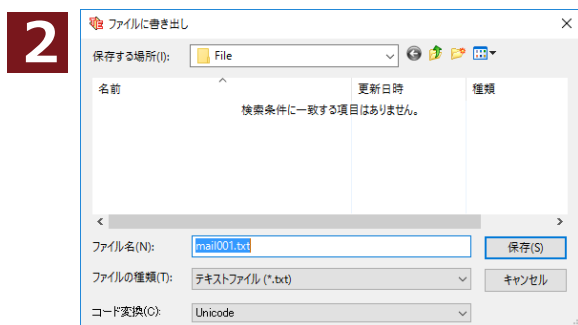 2
ファイルに書き出し
保存する場所(I): File
名前 更新日時 種類
検索条件に一致する項目はありません。
ファイル名(N): mail001.txt 保存(S)
ファイルの種類(T): テキストファイル (*.txt) キャンセル
コード変換(C): Unicode